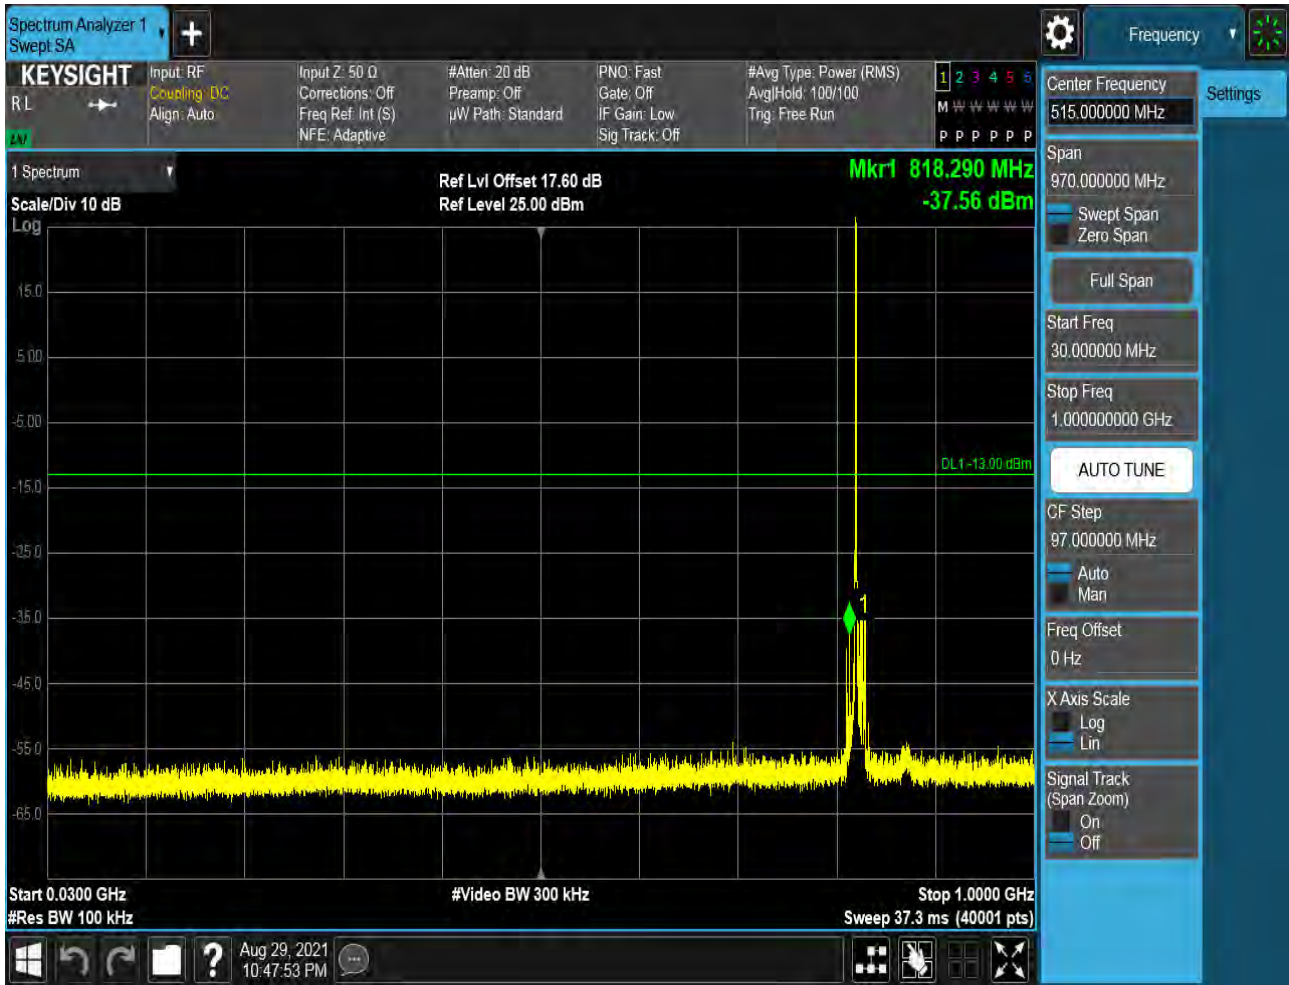 Spectrum Analyzer 1
Swept SA
Frequency
KEYSIGHT
R L
LNI
Input: RF
Coupling: DC
Align: Auto
Input Z: 50 Ω
Corrections: Off
Freq Ref: Int (S)
NFE: Adaptive
#Atten: 20 dB
Preamp: Off
µW Path: Standard
PNO: Fast
Gate: Off
IF Gain: Low
Sig Track: Off
#Avg Type: Power (RMS)
Avg|Hold: 100/100
Trig: Free Run
1 2 3 4 5 6
M W W W W W
P P P P P P
1 Spectrum
Scale/Div 10 dB
Log
Ref Lvl Offset 17.60 dB
Ref Level 25.00 dBm
Mkr1 818.290 MHz
-37.56 dBm
15.0
5.00
-5.00
-15.0
-25.0
-35.0
-45.0
-55.0
-65.0
DL1 -13.00 dBm
1
Start 0.0300 GHz
#Res BW 100 kHz
#Video BW 300 kHz
Stop 1.0000 GHz
Sweep 37.3 ms (40001 pts)
Center Frequency
515.000000 MHz
Settings
Span
970.000000 MHz
Swept Span
Zero Span
Full Span
Start Freq
30.000000 MHz
Stop Freq
1.000000000 GHz
AUTO TUNE
CF Step
97.000000 MHz
Auto
Man
Freq Offset
0 Hz
X Axis Scale
Log
Lin
Signal Track
(Span Zoom)
On
Off
?
Aug 29, 2021
10:47:53 PM